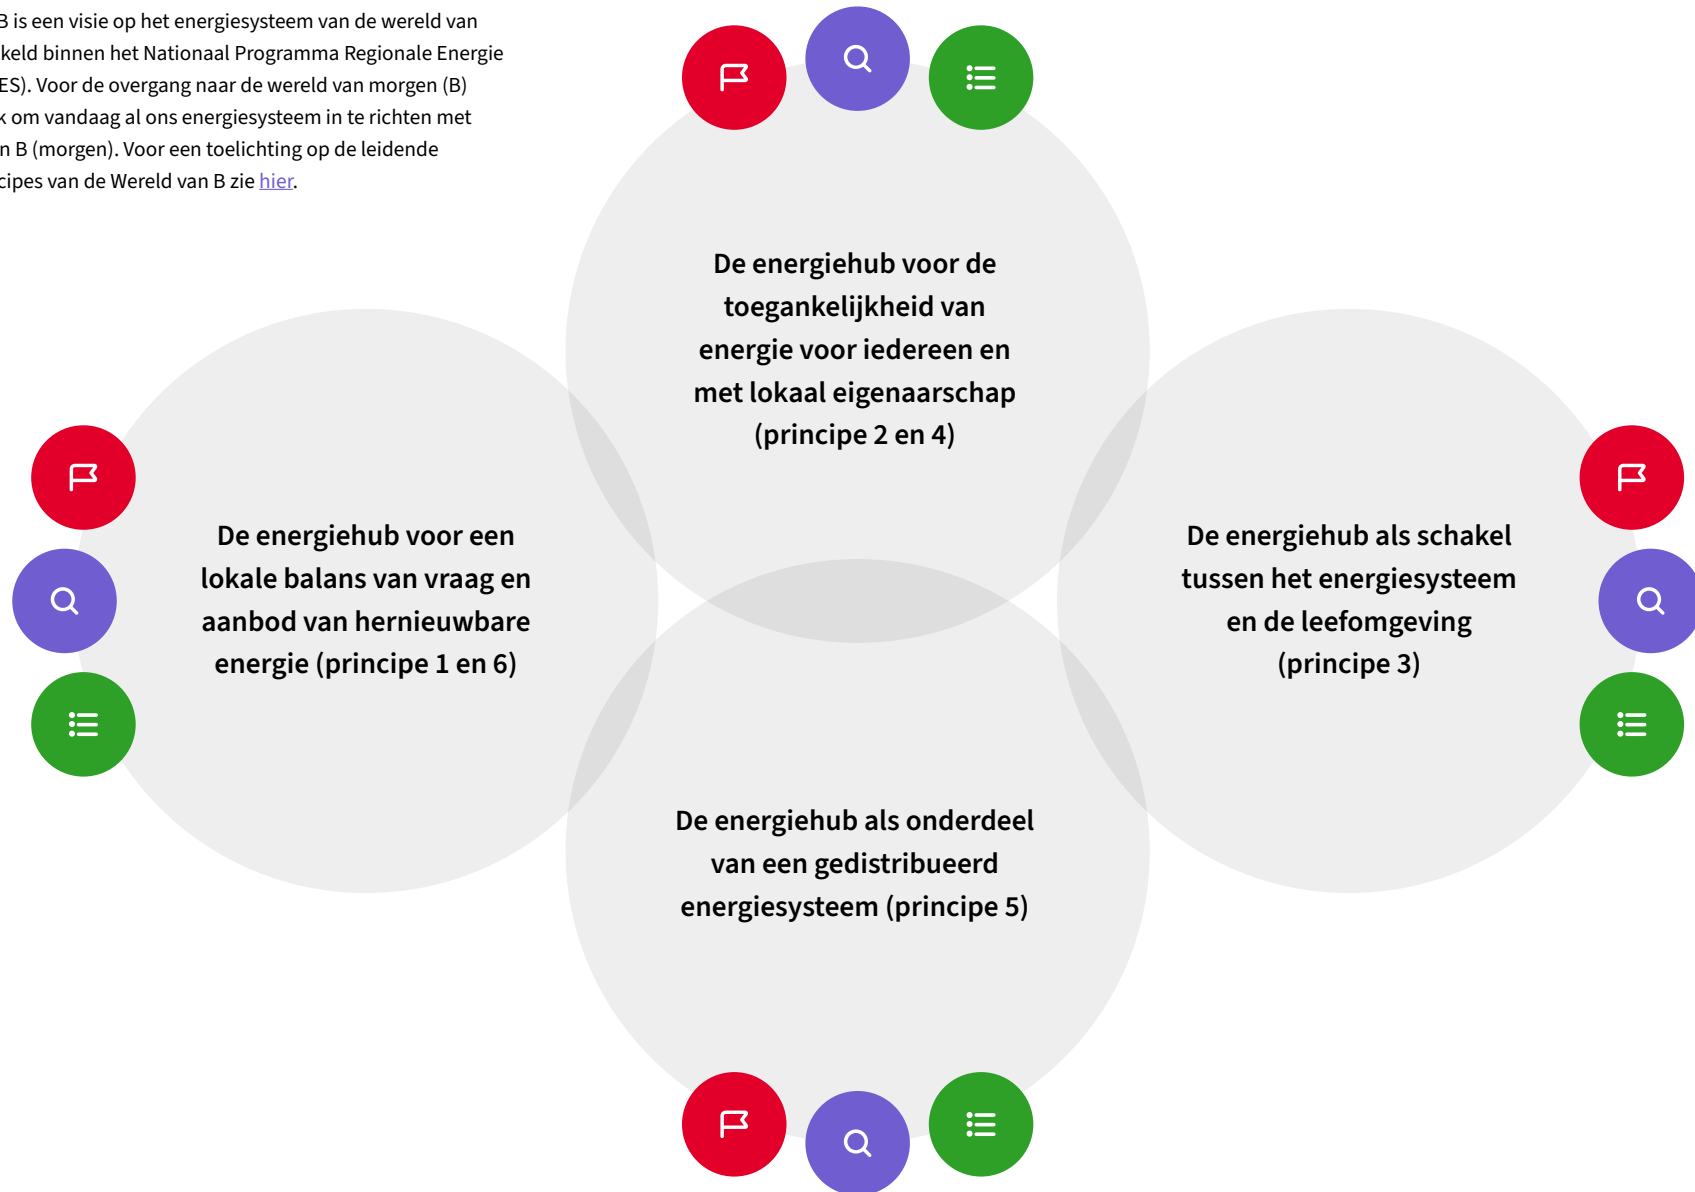 B is een visie op het energiesysteem van de wereld van
keld binnen het Nationaal Programma Regionale Energie
ES). Voor de overgang naar de wereld van morgen (B)
k om vandaag al ons energiesysteem in te richten met
n B (morgen). Voor een toelichting op de leidende
cipes van de Wereld van B zie hier.
De energiehub voor de
toegankelijkheid van
energie voor iedereen en
met lokaal eigenaarschap
(principe 2 en 4)
De energiehub voor een
lokale balans van vraag en
aanbod van hernieuwbare
energie (principe 1 en 6)
De energiehub als schakel
tussen het energiesysteem
en de leefomgeving
(principe 3)
De energiehub als onderdeel
van een gedistribueerd
energiesysteem (principe 5)